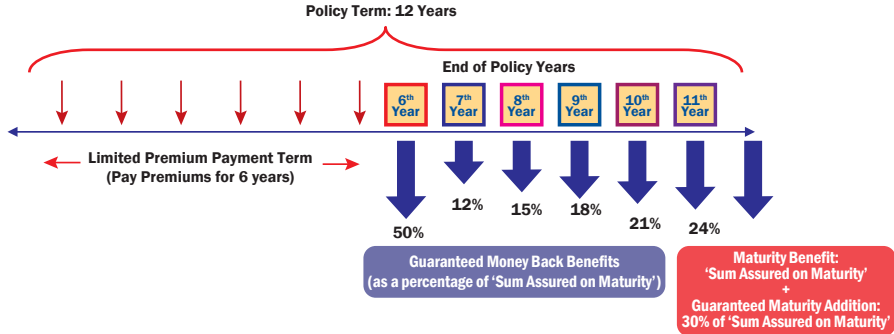 Policy Term: 12 Years
End of Policy Years
6th Year
7th Year
8th Year
9th Year
10th Year
11th Year
Limited Premium Payment Term
(Pay Premiums for 6 years)
50%
12%
15%
18%
21%
24%
Guaranteed Money Back Benefits
(as a percentage of ‘Sum Assured on Maturity’)
Maturity Benefit:
‘Sum Assured on Maturity’
+
Guaranteed Maturity Addition:
30% of ‘Sum Assured on Maturity’